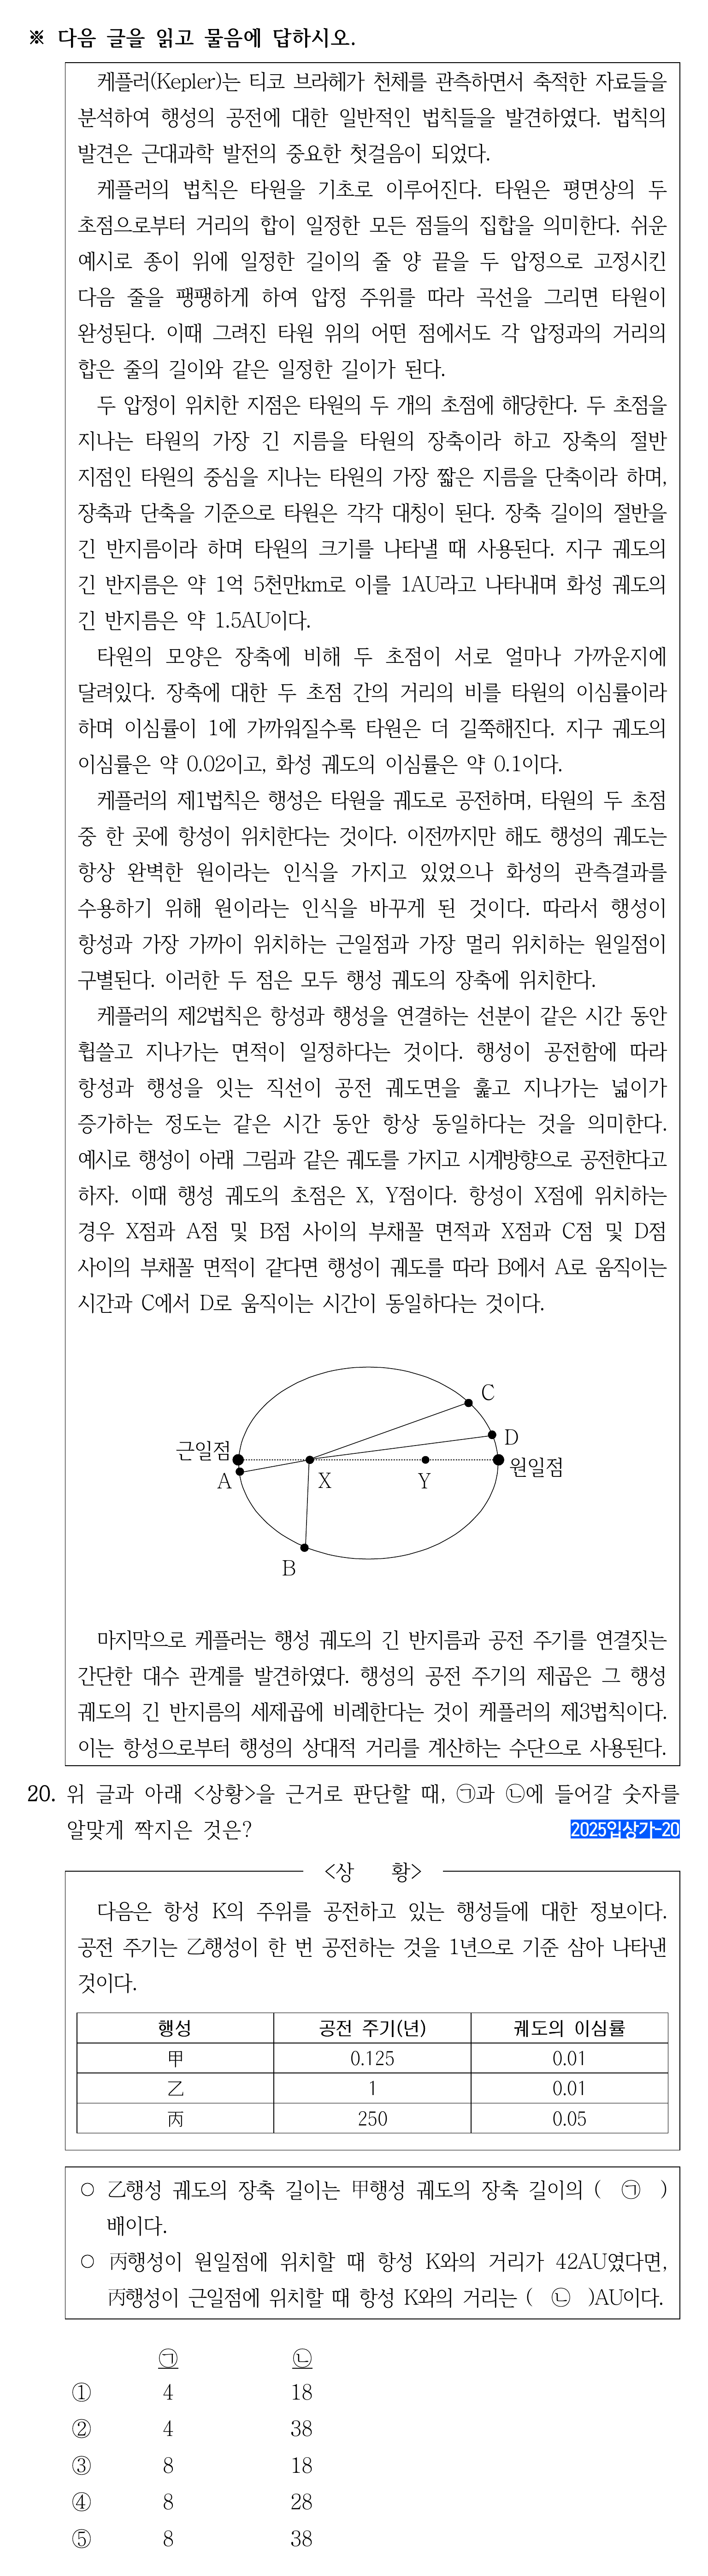 ※ 다음 글을 읽고 물음에 답하시오.
케플러(Kepler)는 티코 브라헤가 천체를 관측하면서 축적한 자료들을
분석하여 행성의 공전에 대한 일반적인 법칙들을 발견하였다. 법칙의
발견은 근대과학 발전의 중요한 첫걸음이 되었다.
케플러의 법칙은 타원을 기초로 이루어진다. 타원은 평면상의 두
초점으로부터 거리의 합이 일정한 모든 점들의 집합을 의미한다. 쉬운
예시로 종이 위에 일정한 길이의 줄 양 끝을 두 압정으로 고정시킨
다음 줄을 팽팽하게 하여 압정 주위를 따라 곡선을 그리면 타원이
완성된다. 이때 그려진 타원 위의 어떤 점에서도 각 압정과의 거리의
합은 줄의 길이와 같은 일정한 길이가 된다.
두 압정이 위치한 지점은 타원의 두 개의 초점에 해당한다. 두 초점을
지나는 타원의 가장 긴 지름을 타원의 장축이라 하고 장축의 절반
지점인 타원의 중심을 지나는 타원의 가장 짧은 지름을 단축이라 하며,
장축과 단축을 기준으로 타원은 각각 대칭이 된다. 장축 길이의 절반을
긴 반지름이라 하며 타원의 크기를 나타낼 때 사용된다. 지구 궤도의
긴 반지름은 약 1억 5천만km로 이를 1AU라고 나타내며 화성 궤도의
긴 반지름은 약 1.5AU이다.
타원의 모양은 장축에 비해 두 초점이 서로 얼마나 가까운지에
달려있다. 장축에 대한 두 초점 간의 거리의 비를 타원의 이심률이라
하며 이심률이 1에 가까워질수록 타원은 더 길쭉해진다. 지구 궤도의
이심률은 약 0.02이고, 화성 궤도의 이심률은 약 0.1이다.
케플러의 제1법칙은 행성은 타원을 궤도로 공전하며, 타원의 두 초점
중 한 곳에 항성이 위치한다는 것이다. 이전까지만 해도 행성의 궤도는
항상 완벽한 원이라는 인식을 가지고 있었으나 화성의 관측결과를
수용하기 위해 원이라는 인식을 바꾸게 된 것이다. 따라서 행성이
항성과 가장 가까이 위치하는 근일점과 가장 멀리 위치하는 원일점이
구별된다. 이러한 두 점은 모두 행성 궤도의 장축에 위치한다.
케플러의 제2법칙은 항성과 행성을 연결하는 선분이 같은 시간 동안
휩쓸고 지나가는 면적이 일정하다는 것이다. 행성이 공전함에 따라
항성과 행성을 잇는 직선이 공전 궤도면을 훑고 지나가는 넓이가
증가하는 정도는 같은 시간 동안 항상 동일하다는 것을 의미한다.
예시로 행성이 아래 그림과 같은 궤도를 가지고 시계방향으로 공전한다고
하자. 이때 행성 궤도의 초점은 X, Y점이다. 항성이 X점에 위치하는
경우 X점과 A점 및 B점 사이의 부채꼴 면적과 X점과 C점 및 D점
사이의 부채꼴 면적이 같다면 행성이 궤도를 따라 B에서 A로 움직이는
시간과 C에서 D로 움직이는 시간이 동일하다는 것이다.
C
D
근일점
원일점
A
X
Y
B
마지막으로 케플러는 행성 궤도의 긴 반지름과 공전 주기를 연결짓는
간단한 대수 관계를 발견하였다. 행성의 공전 주기의 제곱은 그 행성
궤도의 긴 반지름의 세제곱에 비례한다는 것이 케플러의 제3법칙이다.
이는 항성으로부터 행성의 상대적 거리를 계산하는 수단으로 사용된다.
20. 위 글과 아래 <상황>을 근거로 판단할 때, ㉠과 ㉡에 들어갈 숫자를
알맞게 짝지은 것은? 2025입상가-20
<상 황>
다음은 항성 K의 주위를 공전하고 있는 행성들에 대한 정보이다.
공전 주기는 乙행성이 한 번 공전하는 것을 1년으로 기준 삼아 나타낸
것이다.
행성 공전 주기(년) 궤도의 이심률
甲 0.125 0.01
乙 1 0.01
丙 250 0.05
○ 乙행성 궤도의 장축 길이는 甲행성 궤도의 장축 길이의 ( ㉠ )
배이다.
○ 丙행성이 원일점에 위치할 때 항성 K와의 거리가 42AU였다면,
丙행성이 근일점에 위치할 때 항성 K와의 거리는 ( ㉡ )AU이다.
㉠ ㉡
① 4 18
② 4 38
③ 8 18
④ 8 28
⑤ 8 38